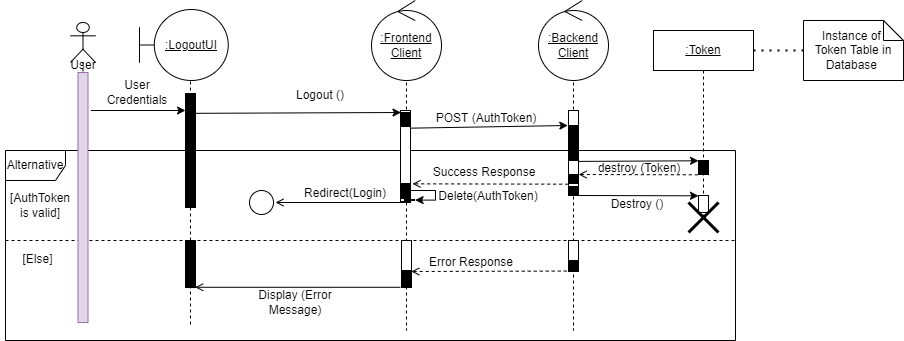 :LogoutUI
:Frontend
Client
:Backend
Client
:Token
Instance of
Token Table in
Database
User
User
Credentials
Logout ()
POST (AuthToken)
Alternative
[AuthToken
is valid]
Success Response
destroy (Token)
Redirect(Login)
Delete(AuthToken)
Destroy ()
[Else]
Error Response
Display (Error
Message)